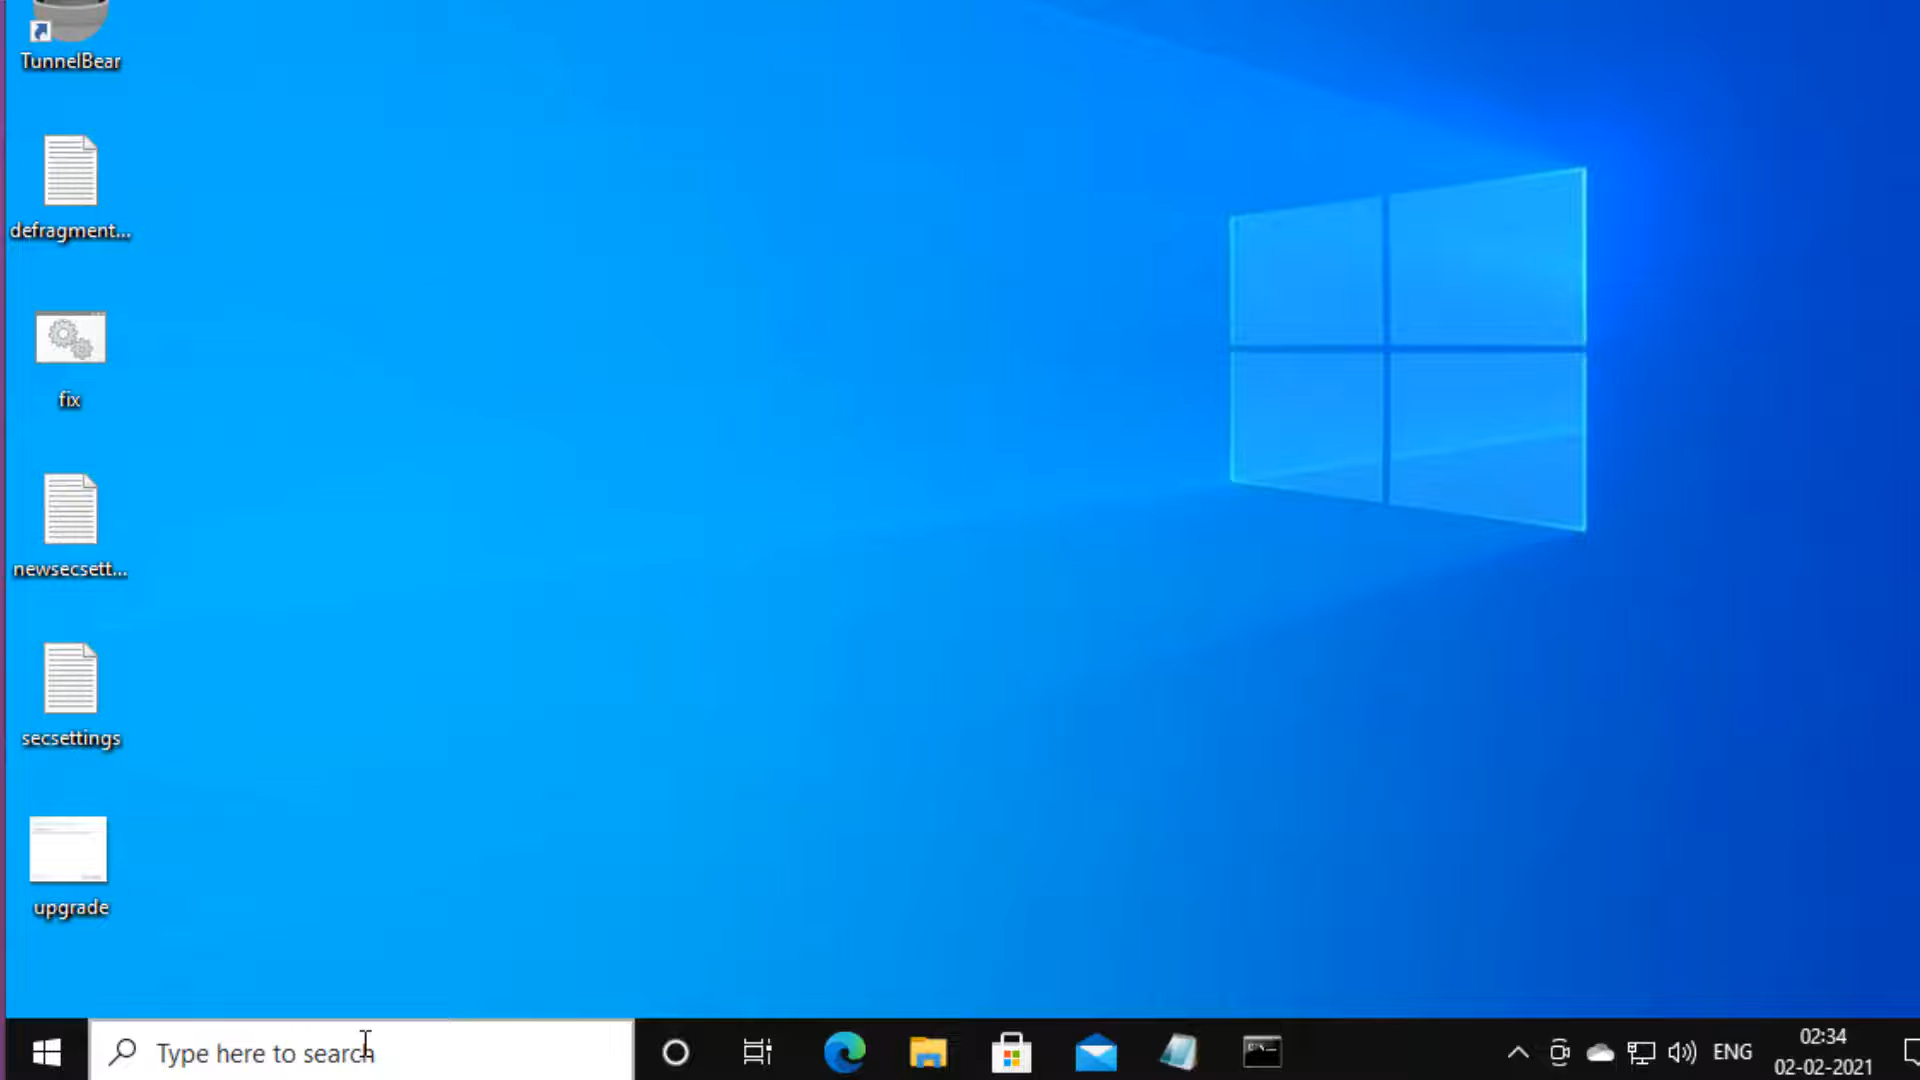 TunnelBear
defragment...
fix
newsecsett...
secsettings
upgrade
Type here to search
ENG
02:34
02-02-2021